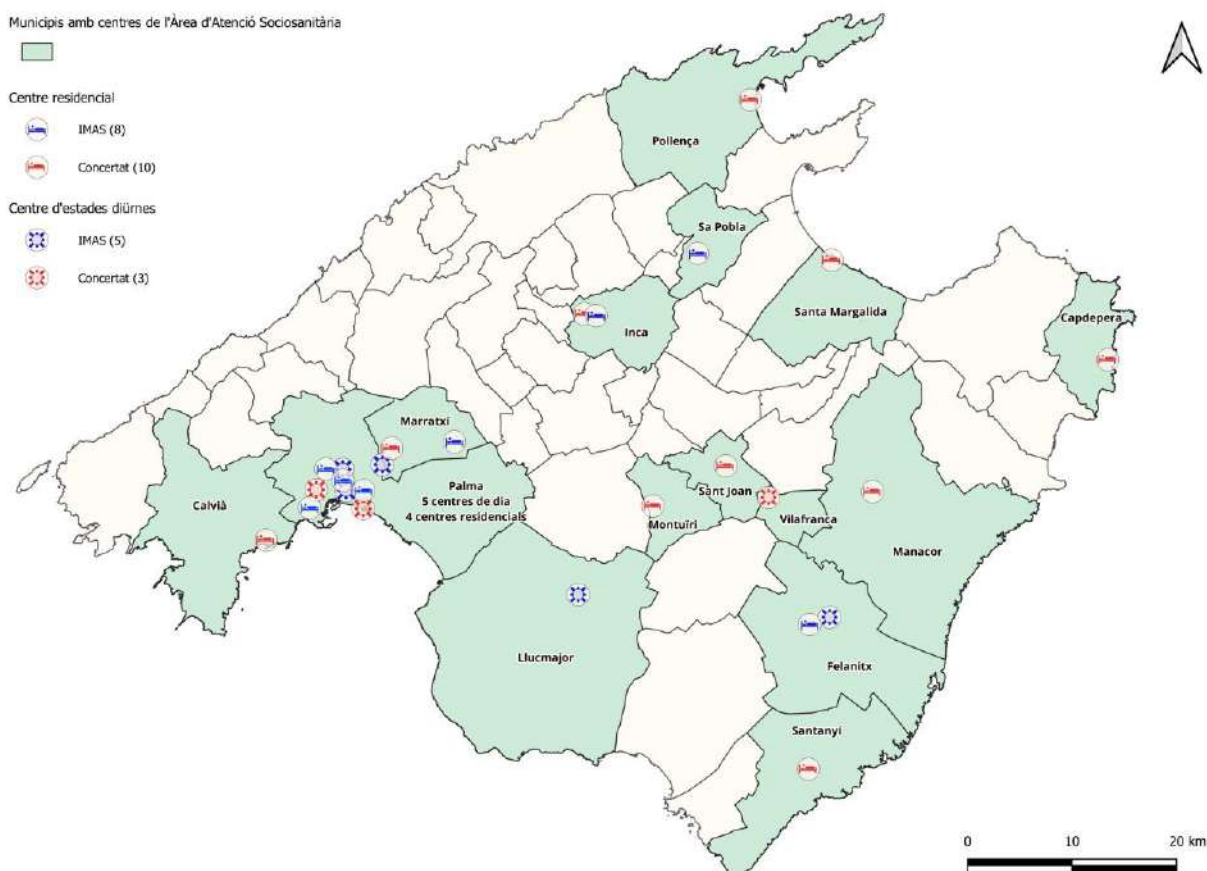 Municipis amb centres de l'Àrea d'Atenció Sociosanitària
Centre residencial
IMAS (8)
Concertat (10)
Centre d'estades diürnes
IMAS (5)
Concertat (3)
Pollença
Sa Pobla
Santa Margalida
Capdepera
Inca
Marratxí
Palma
5 centres de dia
4 centres residencials
Calvià
Sant Joan
Montuïri
Vilafranca
Manacor
Llucmajor
Felanitx
Santanyí
0 10 20 km